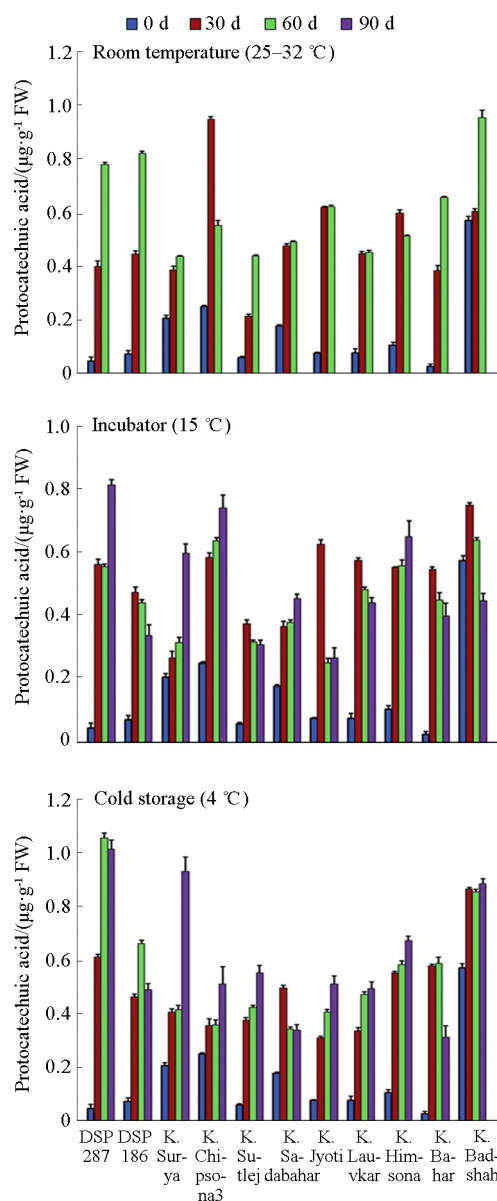 0 d 30 d 60 d 90 d
Room temperature (25–32 ℃)
Protocatechuic acid/(μg·g-1 FW)
1.2
1.0
0.8
0.6
0.4
0.2
0
Incubator (15 ℃)
Protocatechuic acid/(μg·g-1 FW)
1.0
0.8
0.6
0.4
0.2
0
Cold storage (4 ℃)
Protocatechuic acid/(μg·g-1 FW)
1.2
1.0
0.8
0.6
0.4
0.2
0
DSP DSP K. K. K. K. K. K. K. K. K.
287 186 Sur- Chi- Su- Sa- Jyoti Lau- Him- Ba- Bad-
ya pso- tlej dabahar vkar sona har shah
na3